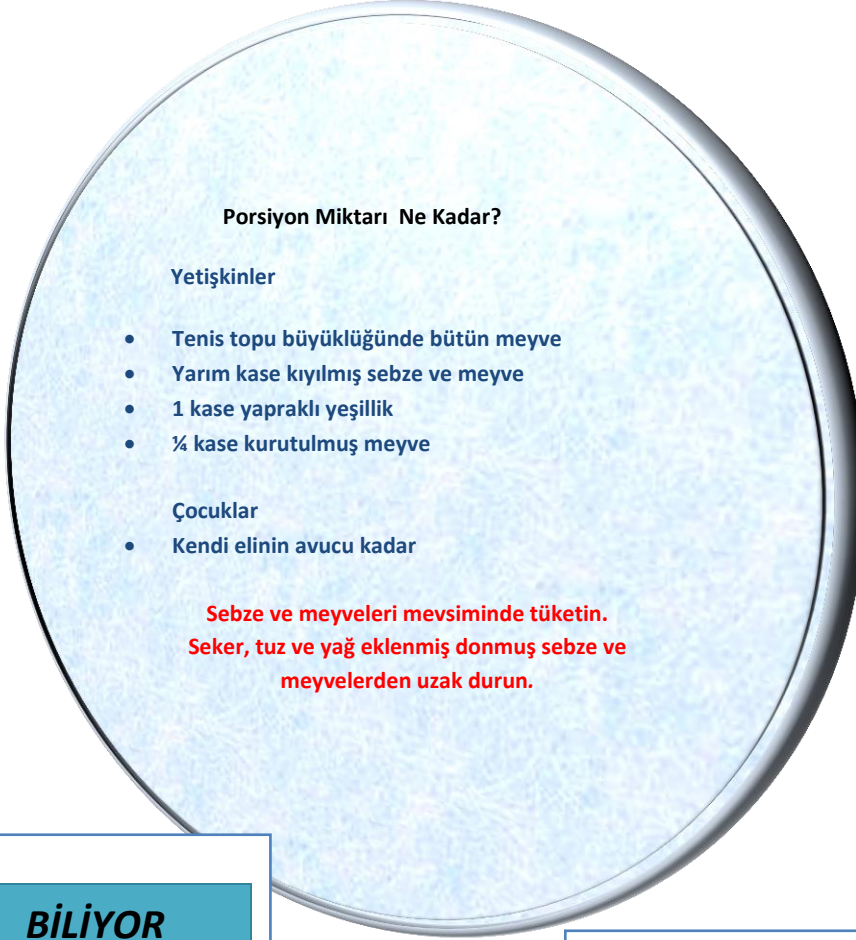 Porsiyon Miktarı Ne Kadar?
Yetişkinler
• Tenis topu büyüklüğünde bütün meyve
• Yarım kase kıyılmış sebze ve meyve
• 1 kase yapraklı yeşillik
• ¼ kase kurutulmuş meyve
Çocuklar
• Kendi elinin avucu kadar
Sebze ve meyveleri mevsiminde tüketin.
Seker, tuz ve yağ eklenmiş donmuş sebze ve
meyvelerden uzak durun.
BİLİYOR